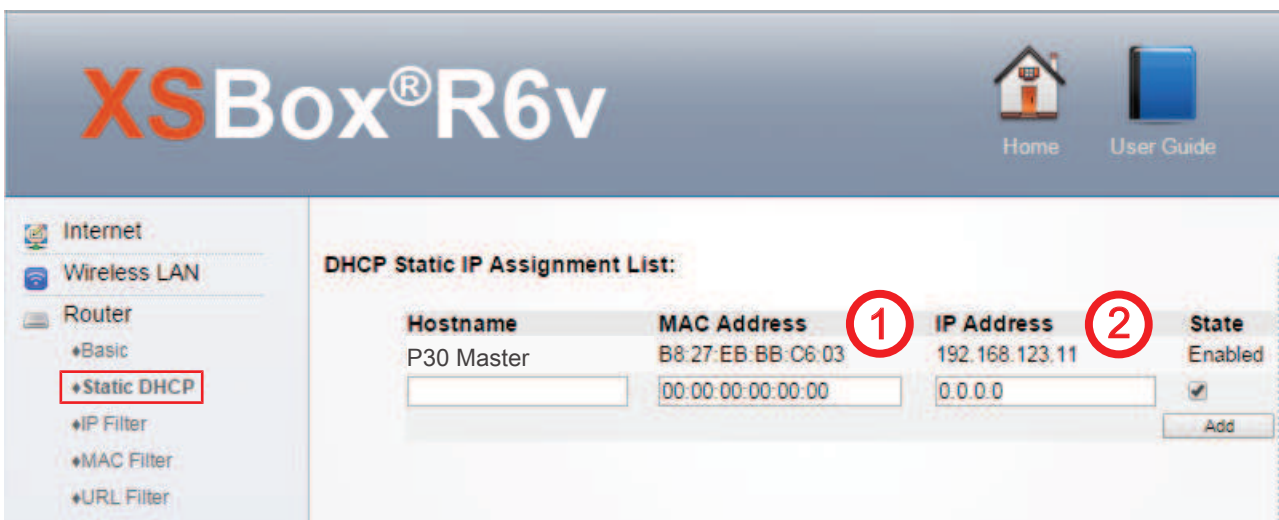 XSBox®R6v
Home
User Guide
Internet
Wireless LAN
Router
♦Basic
♦Static DHCP
♦IP Filter
♦MAC Filter
♦URL Filter
DHCP Static IP Assignment List:
Hostname MAC Address 1 IP Address 2 State
P30 Master B8:27:EB:BB:C6:03 192.168.123.11 Enabled
00:00:00:00:00:00 0.0.0.0
Add